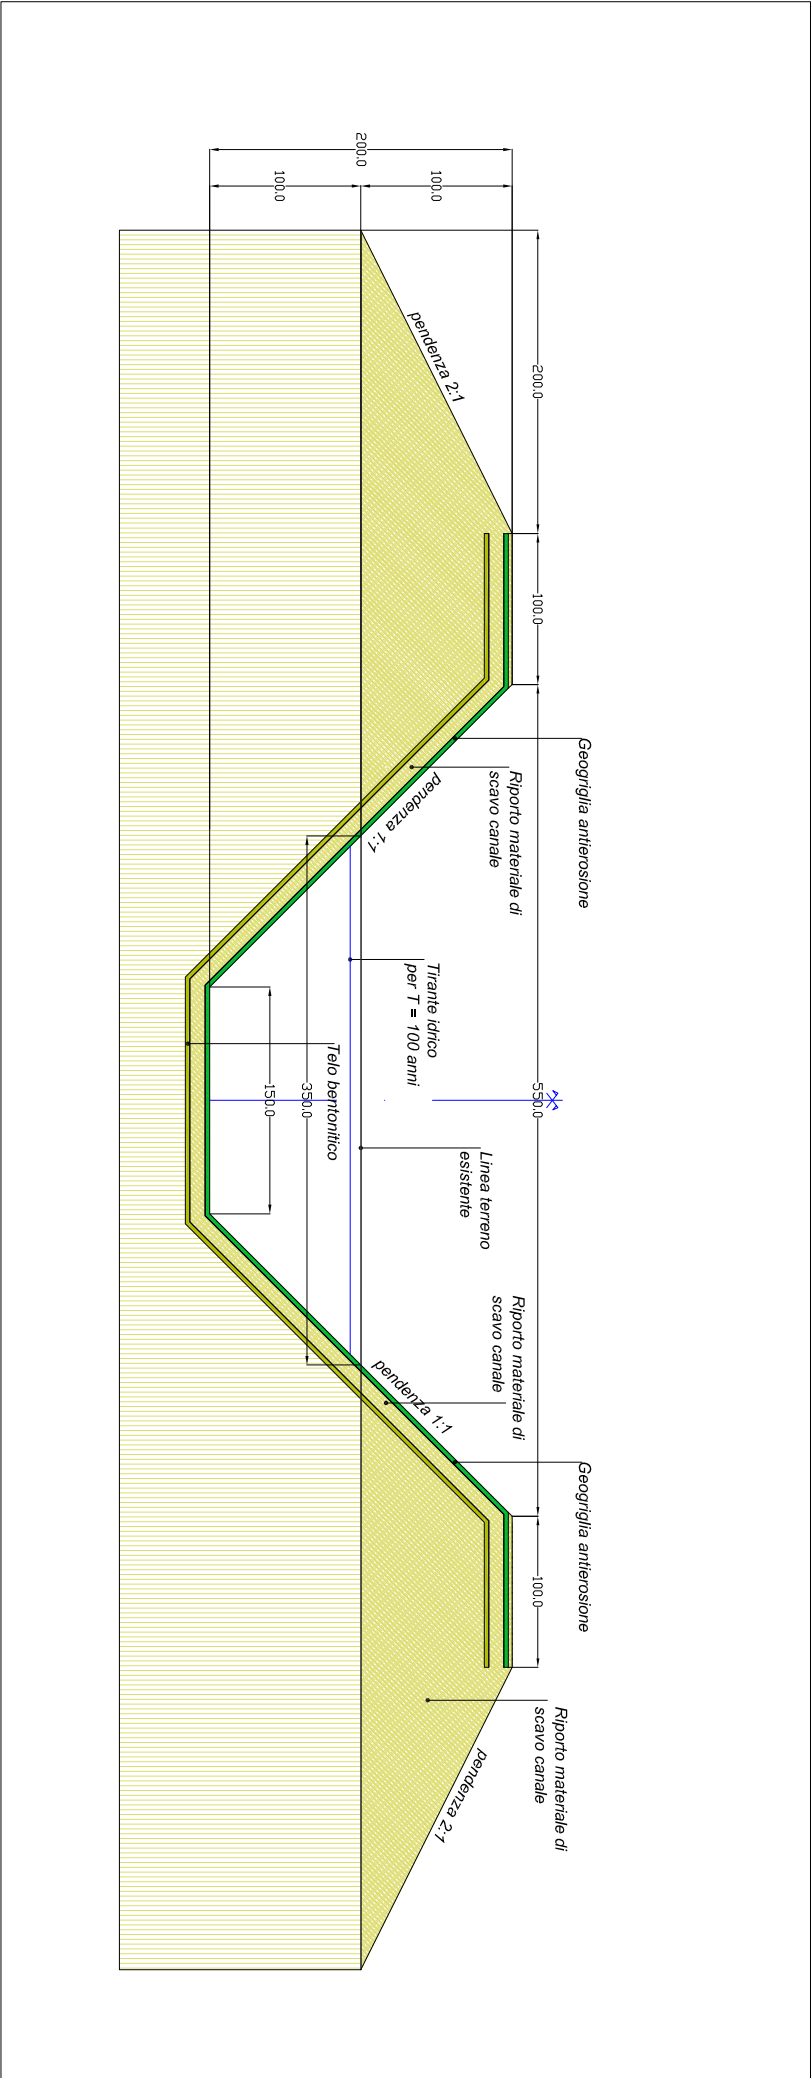 200.0
100.0
100.0
200.0
100.0
550.0
100.0
pendenza 2:1
Geogriglia antierosione
Riporto materiale di
scavo canale
pendenza 1:1
Tirante idrico
per T = 100 anni
Telo bentonitico
350.0
150.0
Linea terreno
esistente
Riporto materiale di
scavo canale
pendenza 1:1
Geogriglia antierosione
Riporto materiale di
scavo canale
pendenza 2:1